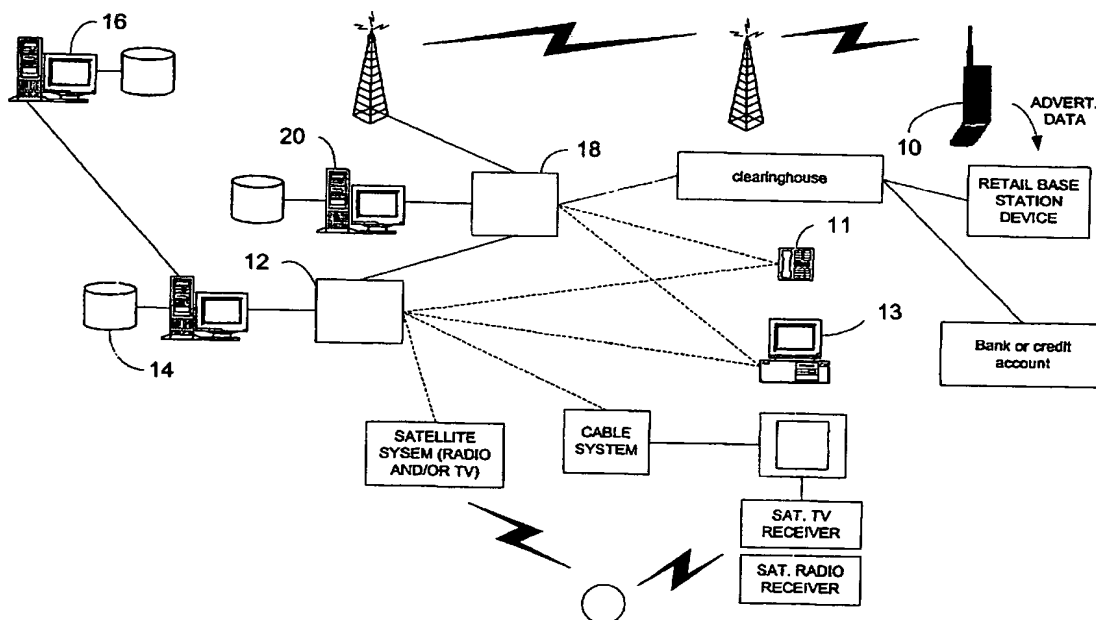 16
10
ADVERT.
DATA
20
18
clearinghouse
RETAIL BASE
STATION
DEVICE
11
12
13
14
Bank or credit
account
SATELLITE
SYSEM (RADIO
AND/OR TV)
CABLE
SYSTEM
SAT. TV
RECEIVER
SAT. RADIO
RECEIVER